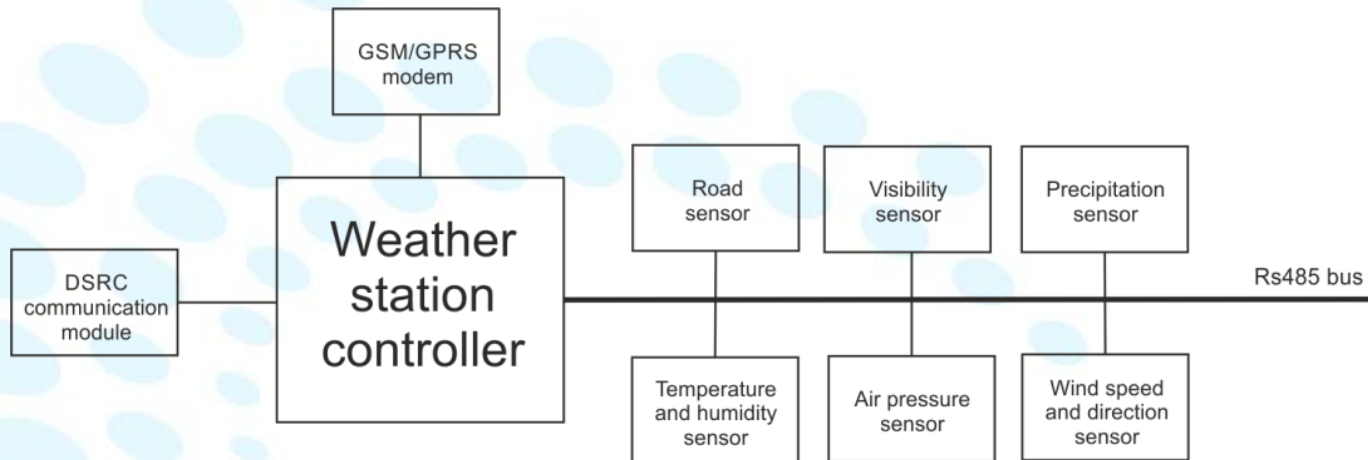 GSM/GPRS
modem
Weather
station
controller
DSRC
communication
module
Road
sensor
Visibility
sensor
Precipitation
sensor
Rs485 bus
Temperature
and humidity
sensor
Air pressure
sensor
Wind speed
and direction
sensor